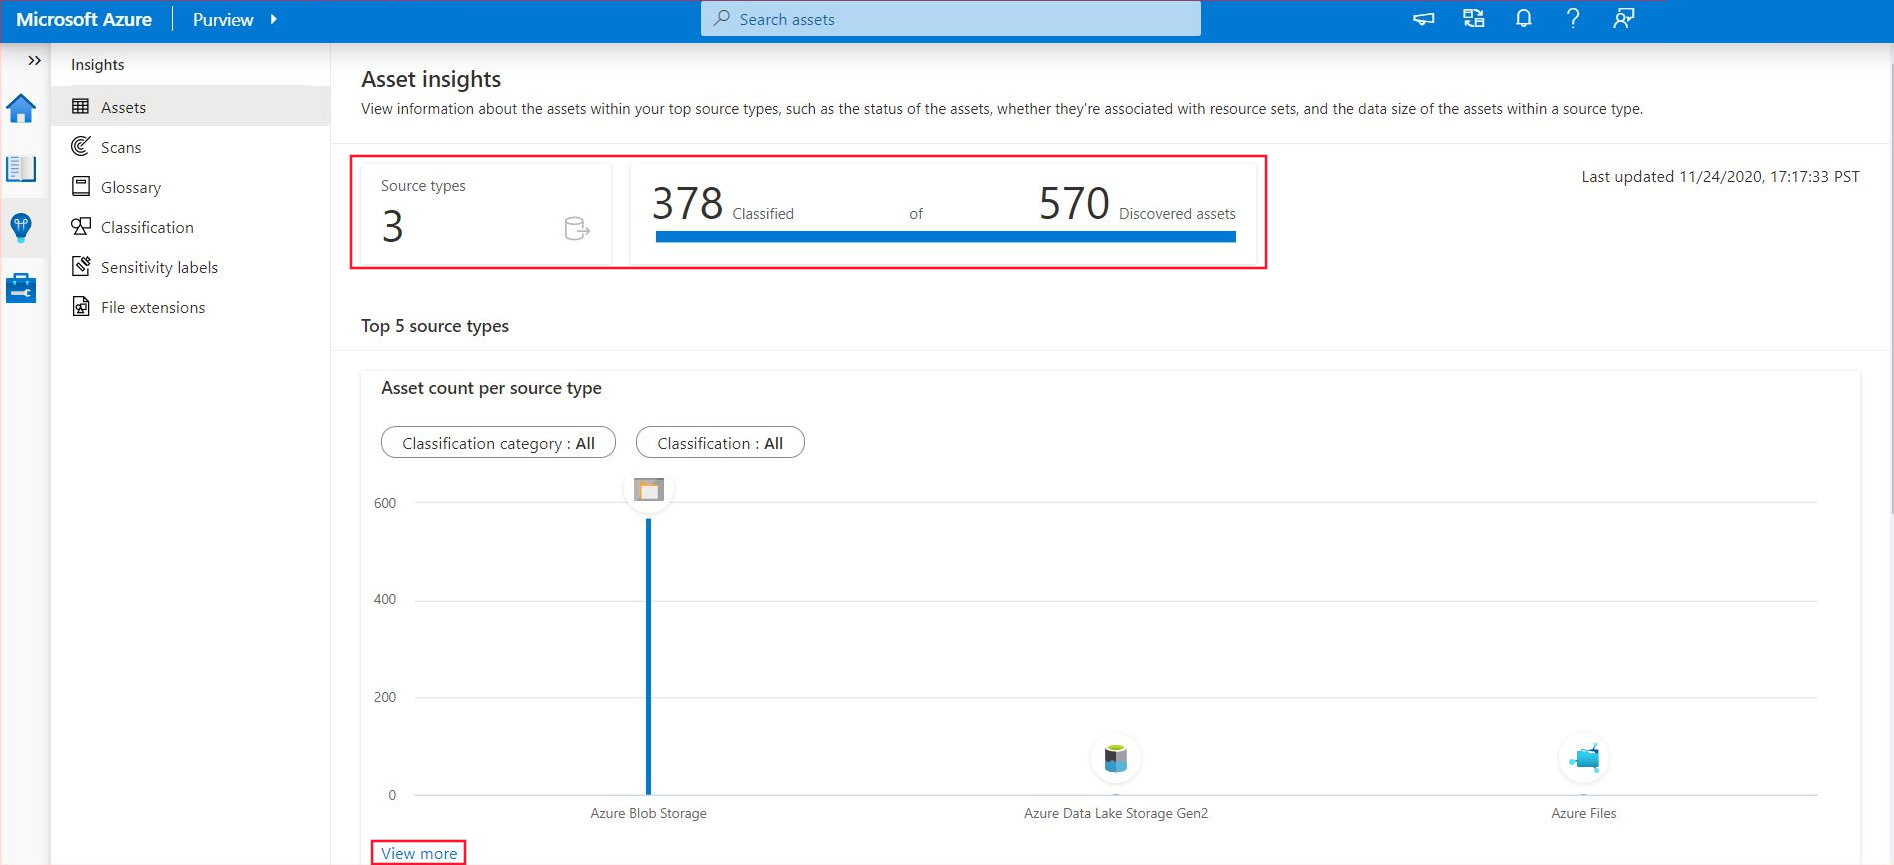 Microsoft Azure
Purview
Search assets
Insights
Assets
Scans
Glossary
Classification
Sensitivity labels
File extensions
Asset insights
View information about the assets within your top source types, such as the status of the assets, whether they're associated with resource sets, and the data size of the assets within a source type.
Source types
3
378 Classified of 570 Discovered assets
Last updated 11/24/2020, 17:17:33 PST
Top 5 source types
Asset count per source type
Classification category : All
Classification : All
600
400
200
0
Azure Blob Storage
Azure Data Lake Storage Gen2
Azure Files
View more